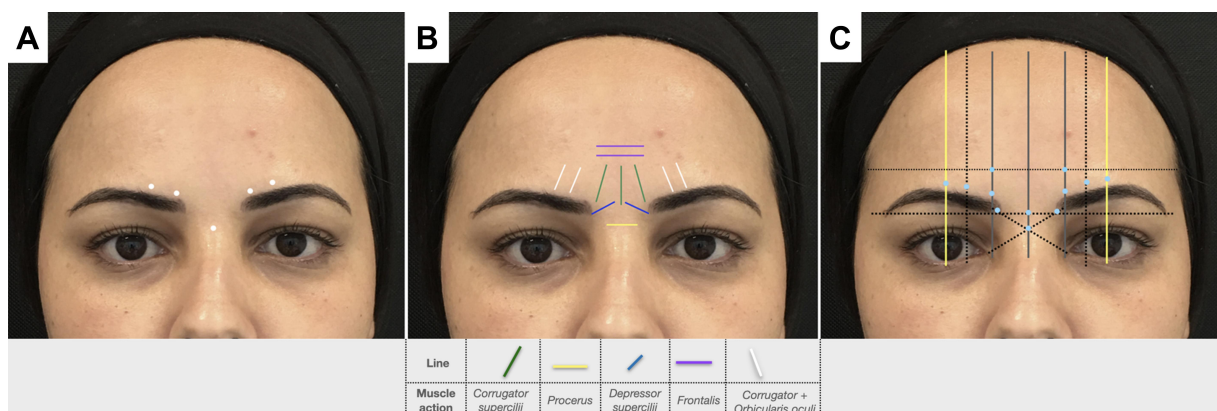 A
B
C
Line
Muscle action
Corrugator supercilii
Procerus
Depressor supercilii
Frontalis
Corrugator + Orbicularis oculi